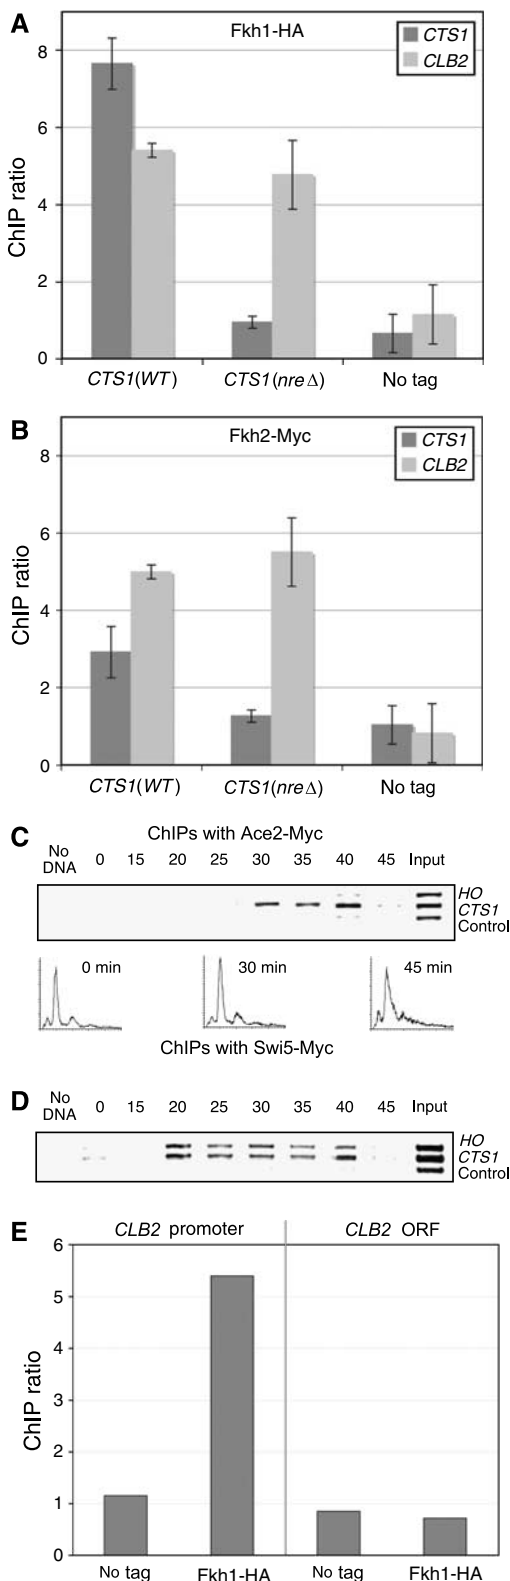 A
Fkh1-HA
CTS1
CLB2
ChIP ratio
8
6
4
2
0
CTS1(WT)
CTS1(nreΔ)
No tag
B
Fkh2-Myc
CTS1
CLB2
ChIP ratio
8
6
4
2
0
CTS1(WT)
CTS1(nreΔ)
No tag
C
ChIPs with Ace2-Myc
No DNA 0 15 20 25 30 35 40 45 Input
HO
CTS1
Control
0 min
30 min
45 min
ChIPs with Swi5-Myc
D
No DNA 0 15 20 25 30 35 40 45 Input
HO
CTS1
Control
E
CLB2 promoter
CLB2 ORF
ChIP ratio
6
5
4
3
2
1
0
No tag
Fkh1-HA
No tag
Fkh1-HA